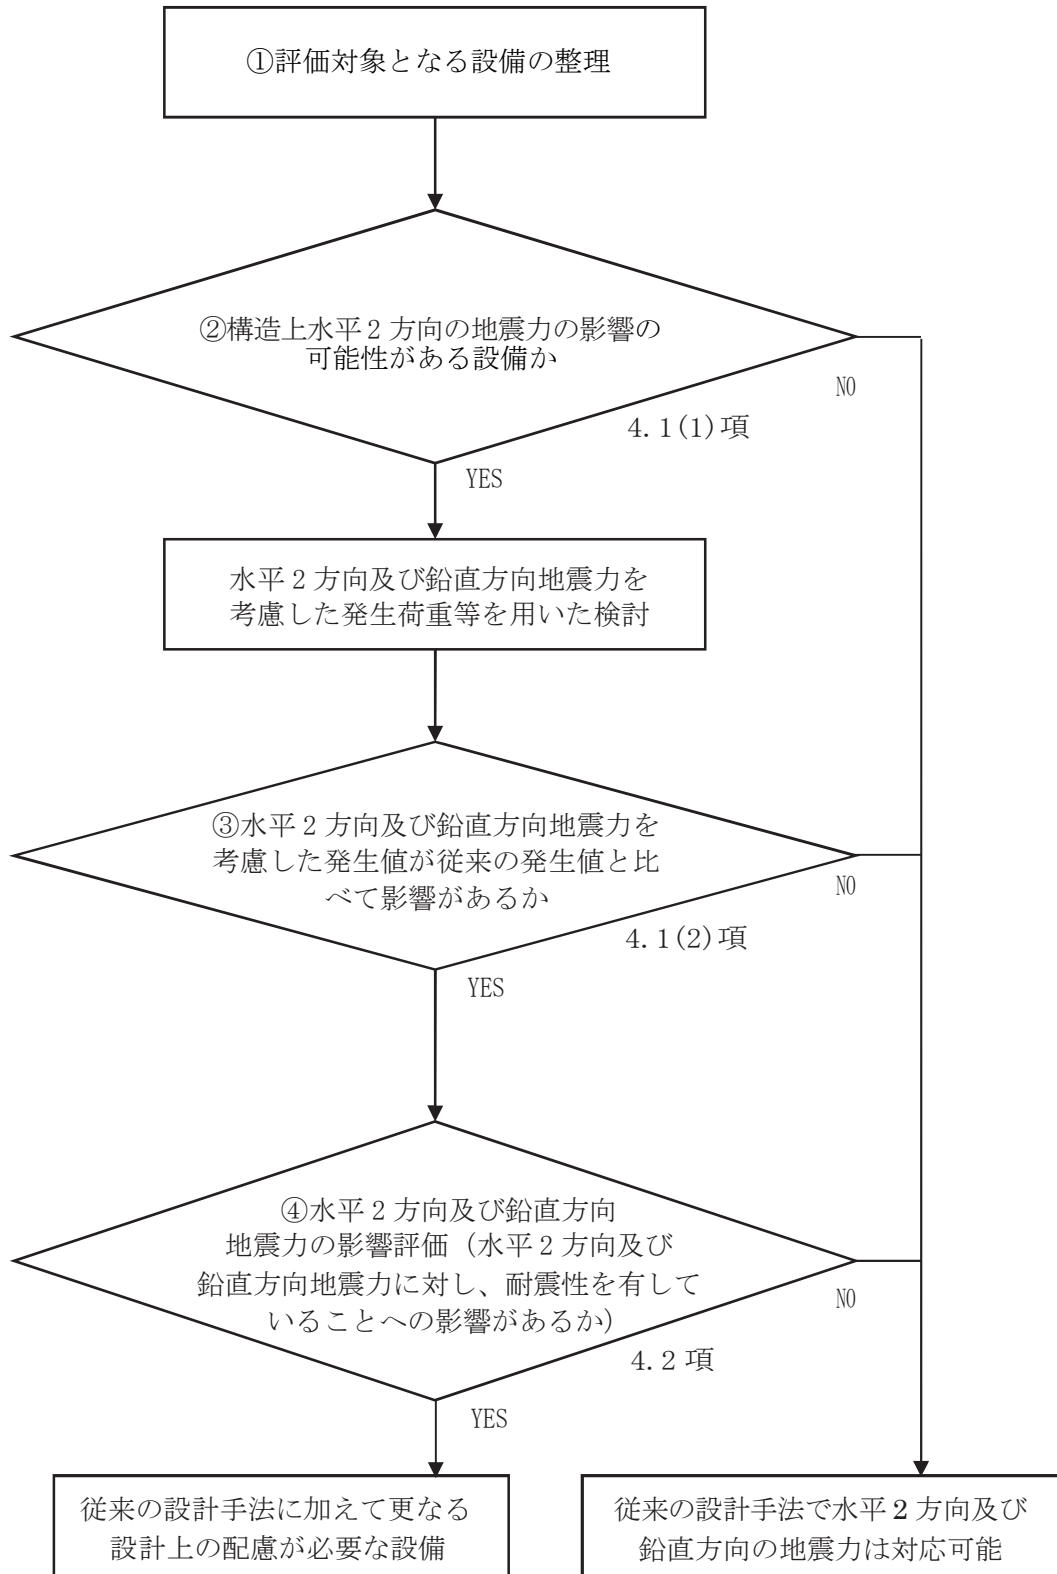 ①評価対象となる設備の整理
②構造上水平2方向の地震力の影響の
可能性がある設備か
NO
4.1(1)項
YES
水平2方向及び鉛直方向地震力を
考慮した発生荷重等を用いた検討
③水平2方向及び鉛直方向地震力を
考慮した発生値が従来の発生値と比
べて影響があるか
NO
4.1(2)項
YES
④水平2方向及び鉛直方向
地震力の影響評価（水平2方向及び
鉛直方向地震力に対し、耐震性を有して
いることへの影響があるか）
NO
4.2項
YES
従来の設計手法に加えて更なる
設計上の配慮が必要な設備
従来の設計手法で水平2方向及び
鉛直方向の地震力は対応可能